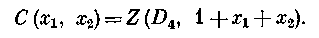 C(x₁, x₂)=Z(D₄, 1+x₁+x₂).